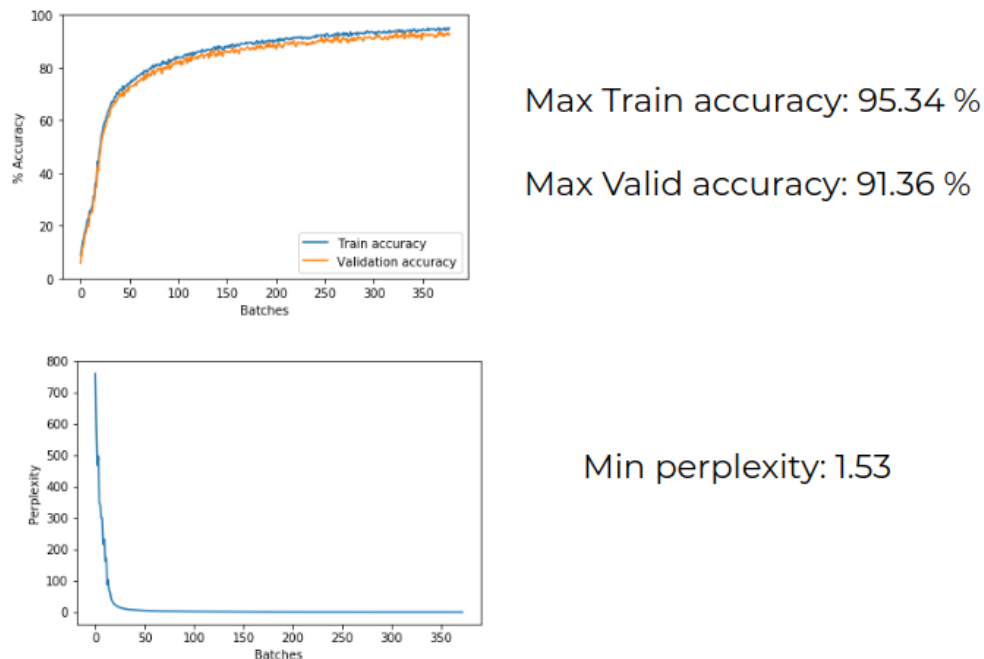 100
80
60
40
20
0
% Accuracy
Train accuracy
Validation accuracy
0 50 100 150 200 250 300 350
Batches
Max Train accuracy: 95.34 %
Max Valid accuracy: 91.36 %
800
700
600
500
400
300
200
100
0
Perplexity
0 50 100 150 200 250 300 350
Batches
Min perplexity: 1.53